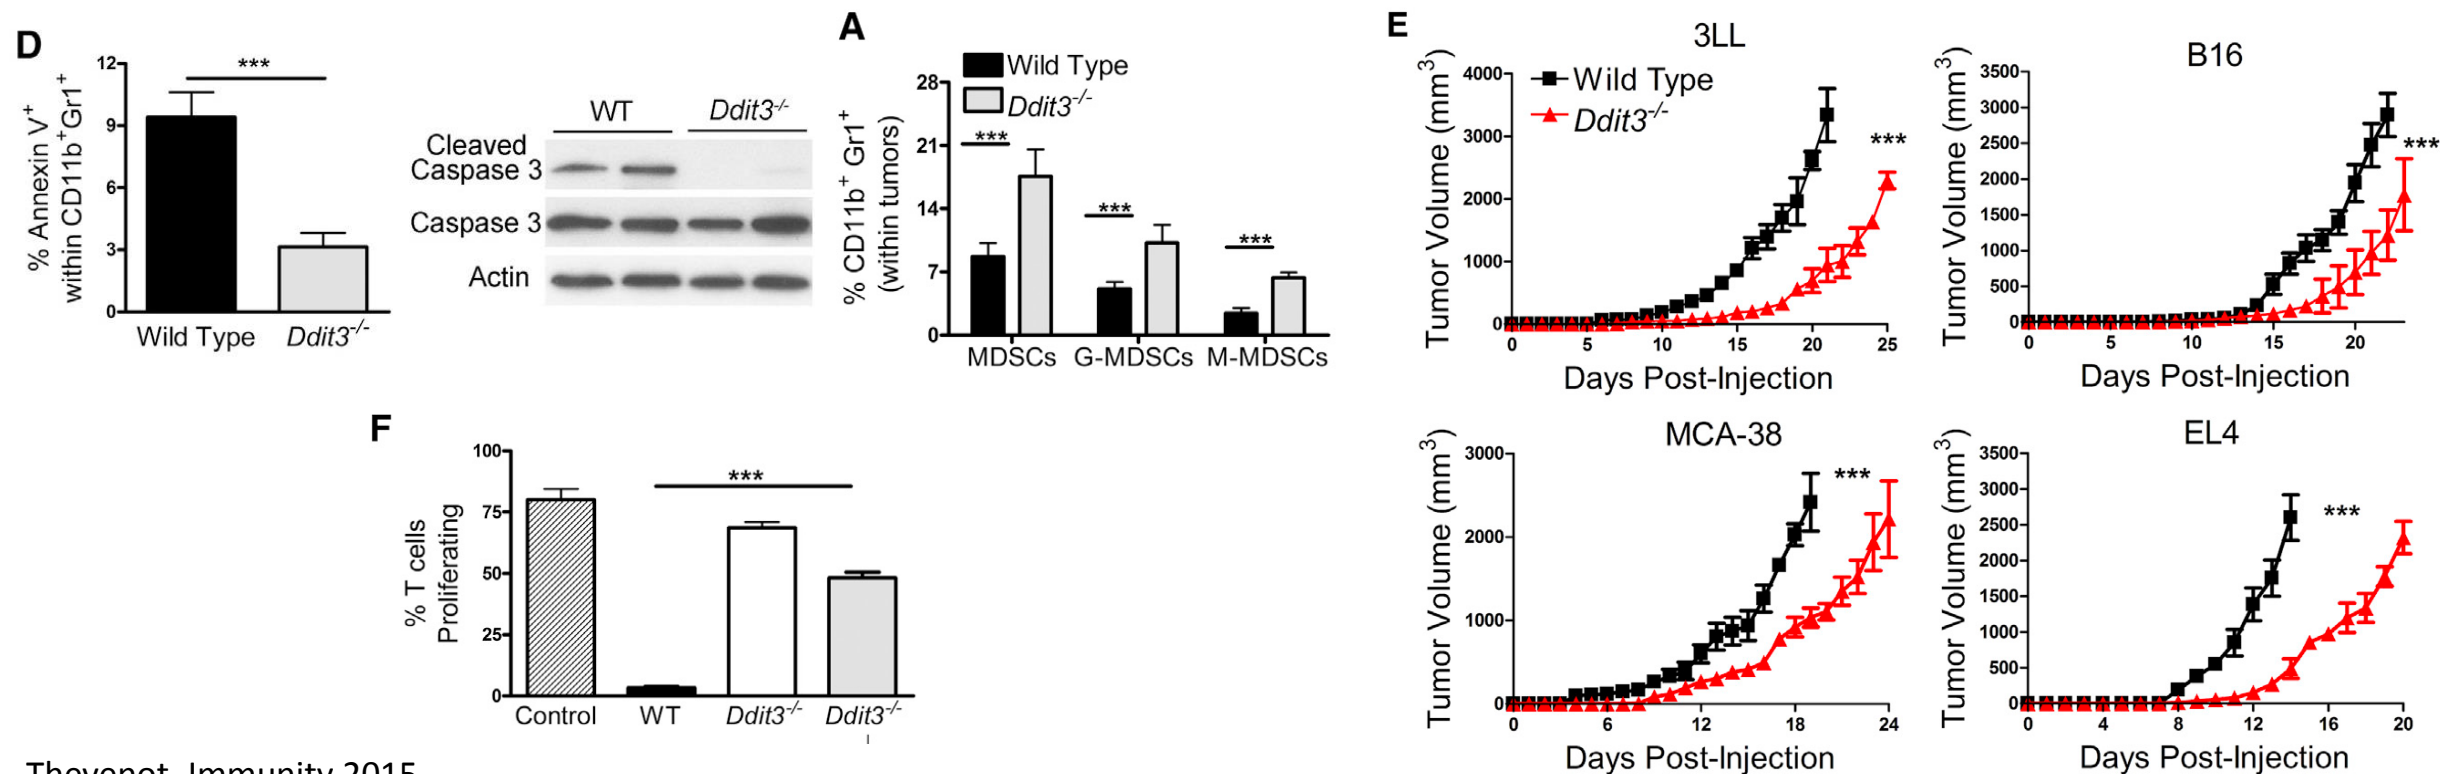 D
12
9
6
3
0
% Annexin V+
within CD11b+Gr1+
***
Wild Type
Ddit3-/-
WT
Ddit3-/-
Cleaved
Caspase 3
Caspase 3
Actin
A
Wild Type
Ddit3-/-
28
21
14
7
0
% CD11b+ Gr1+
(within tumors)
***
***
***
MDSCs
G-MDSCs
M-MDSCs
E
3LL
Wild Type
Ddit3-/-
Tumor Volume (mm3)
4000
3000
2000
1000
0
***
0 5 10 15 20 25
Days Post-Injection
B16
Tumor Volume (mm3)
3500
3000
2500
2000
1500
1000
500
0
***
0 5 10 15 20
Days Post-Injection
F
100
75
50
25
0
% T cells
Proliferating
***
Control
WT
Ddit3-/-
Ddit3-/-
MCA-38
Tumor Volume (mm3)
3000
2000
1000
0
***
0 6 12 18 24
Days Post-Injection
EL4
Tumor Volume (mm3)
3500
3000
2500
2000
1500
1000
500
0
***
0 4 8 12 16 20
Days Post-Injection
Thevenot, Immunity 2015